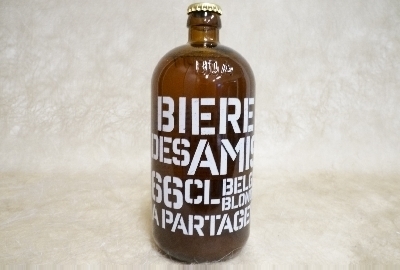 BIERE
DES AMIS
66CL BELG
BLON
A PARTAGE